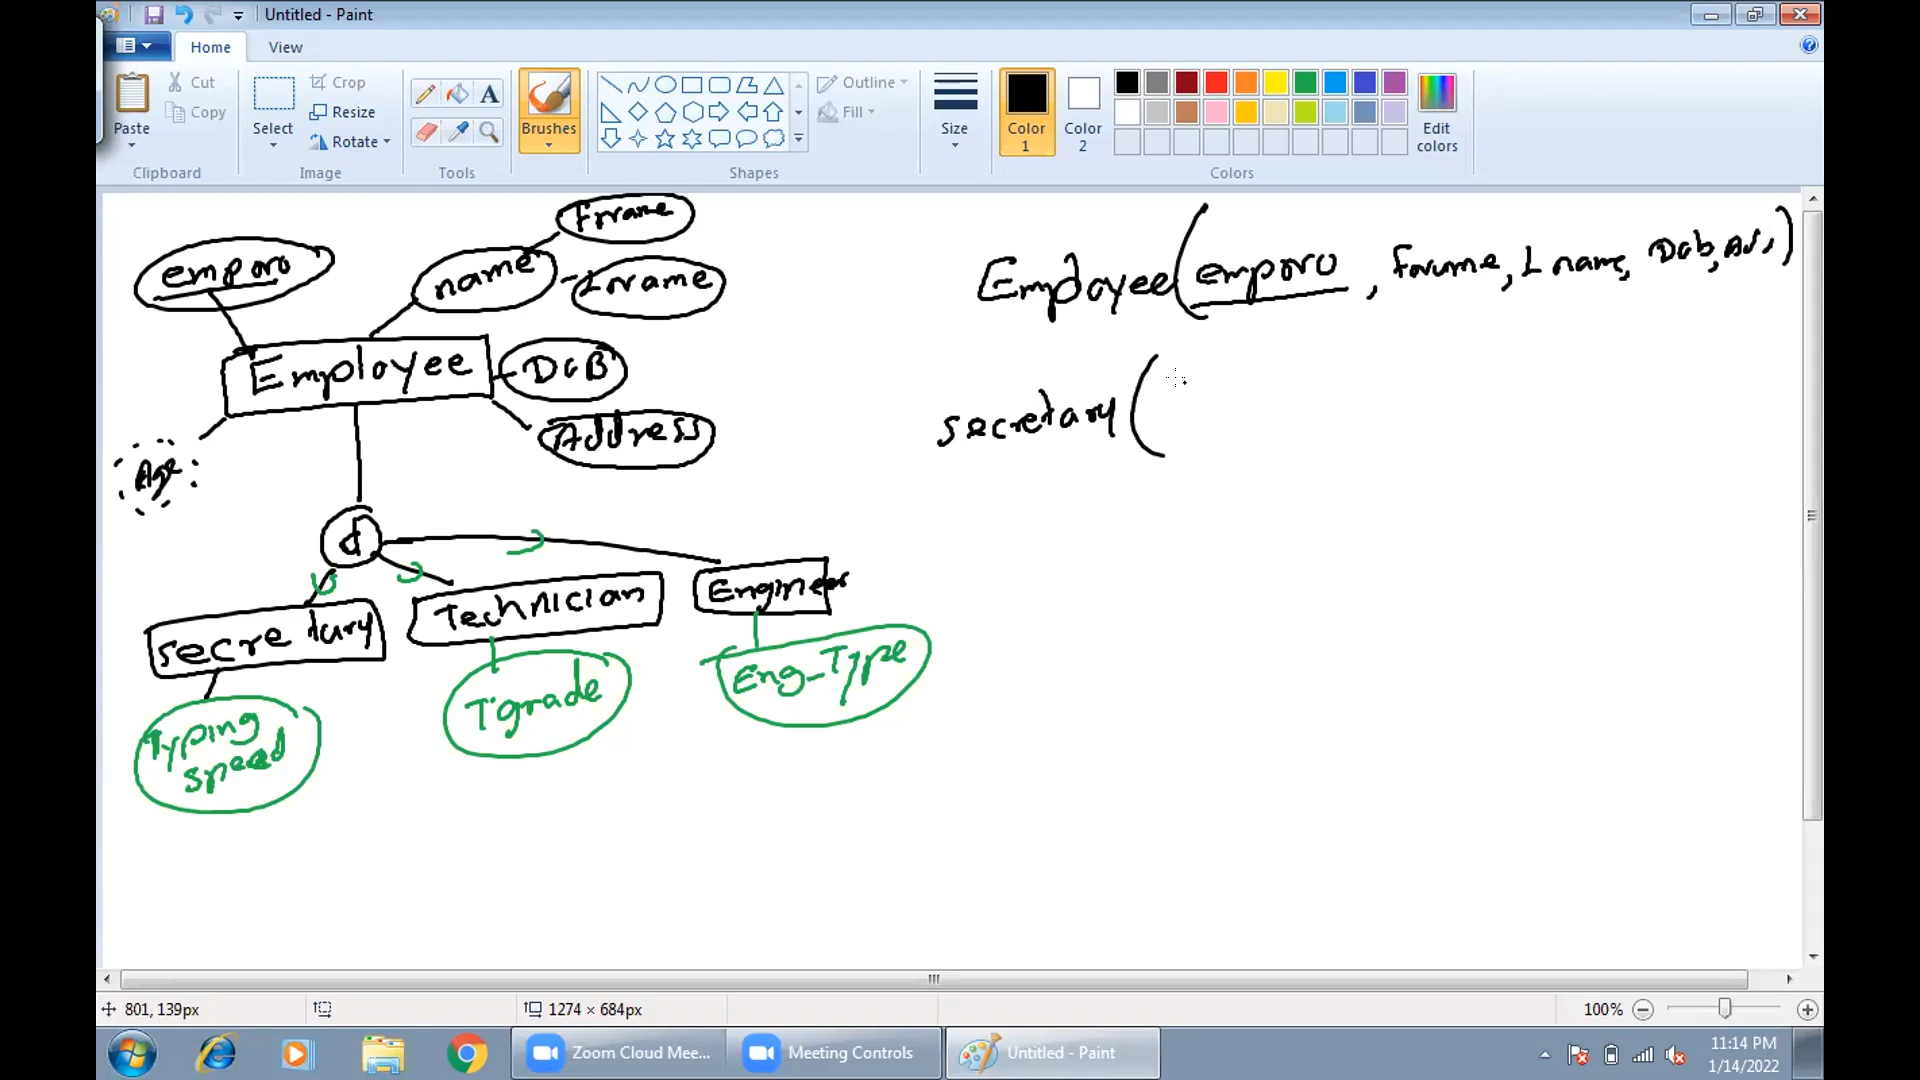 Untitled - Paint
Home View
Cut
Copy
Paste
Clipboard
Crop
Resize
Rotate
Select
Image
Tools
Brushes
Outline
Fill
Shapes
Size
Color 1
Color 2
Edit colors
Colors
Fname
empno
name
Lname
Employee
DOB
Address
Age
d
secretary
Technician
Engineer
Typing
speed
Tgrade
Eng_Type
Employee(empno, Fname, Lname, Dob, Ad,)
secretary (
801, 139px
1274 × 684px
100%
Zoom Cloud Mee...
Meeting Controls
Untitled - Paint
11:14 PM
1/14/2022